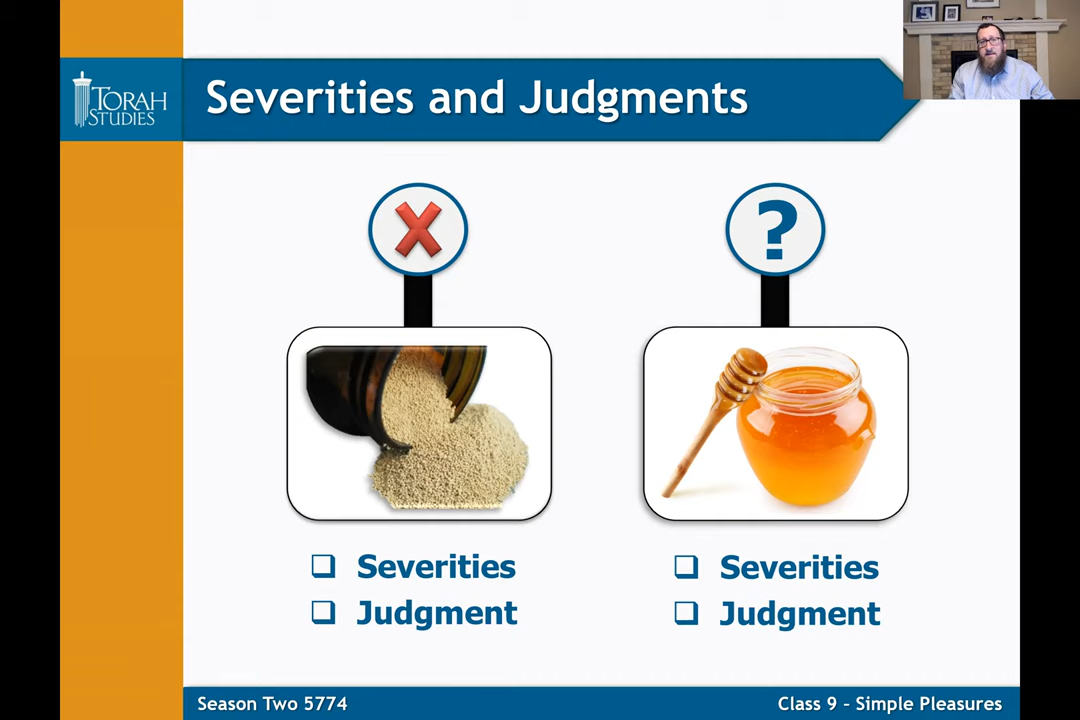 Severities and Judgments
TORAH
STUDIES
?
❑ Severities
❑ Judgment
❑ Severities
❑ Judgment
Season Two 5774
Class 9 – Simple Pleasures